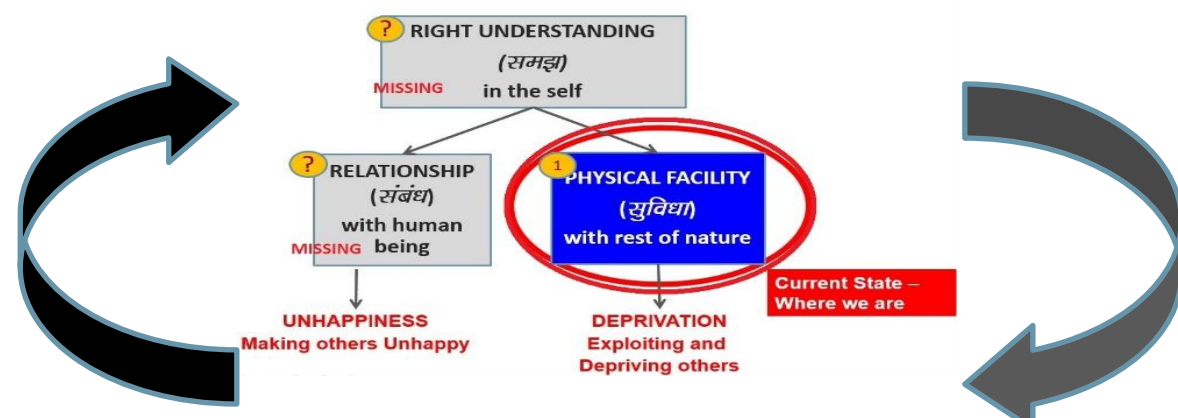 ?
RIGHT UNDERSTANDING
(समझ)
MISSING
in the self
?
RELATIONSHIP
(संबंध)
with human
MISSING being
1
PHYSICAL FACILITY
(सुविधा)
with rest of nature
Current State –
Where we are
UNHAPPINESS
Making others Unhappy
DEPRIVATION
Exploiting and
Depriving others